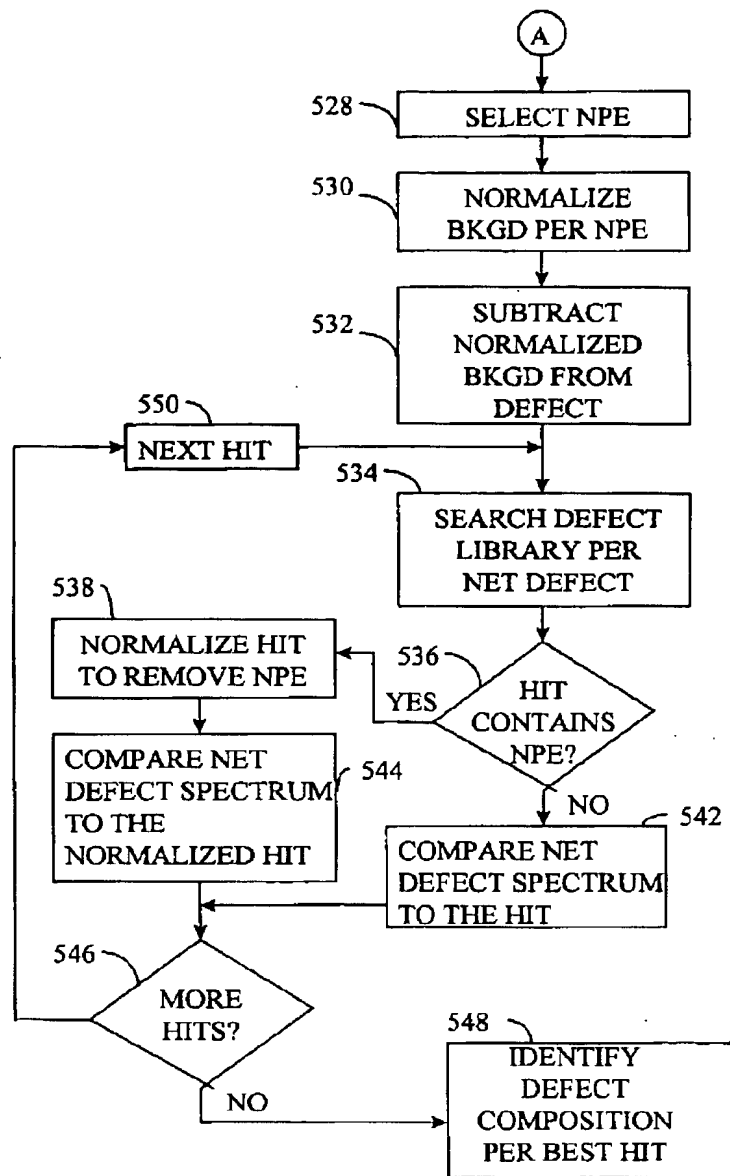 A
528
SELECT NPE
530
NORMALIZE
BKGD PER NPE
532
SUBTRACT
NORMALIZED
BKGD FROM
DEFECT
550
NEXT HIT
534
SEARCH DEFECT
LIBRARY PER
NET DEFECT
538
NORMALIZE HIT
TO REMOVE NPE
536
HIT
CONTAINS
NPE?
YES
NO
COMPARE NET
DEFECT SPECTRUM
TO THE
NORMALIZED HIT
544
542
COMPARE NET
DEFECT SPECTRUM
TO THE HIT
546
MORE
HITS?
NO
548
IDENTIFY
DEFECT
COMPOSITION
PER BEST HIT